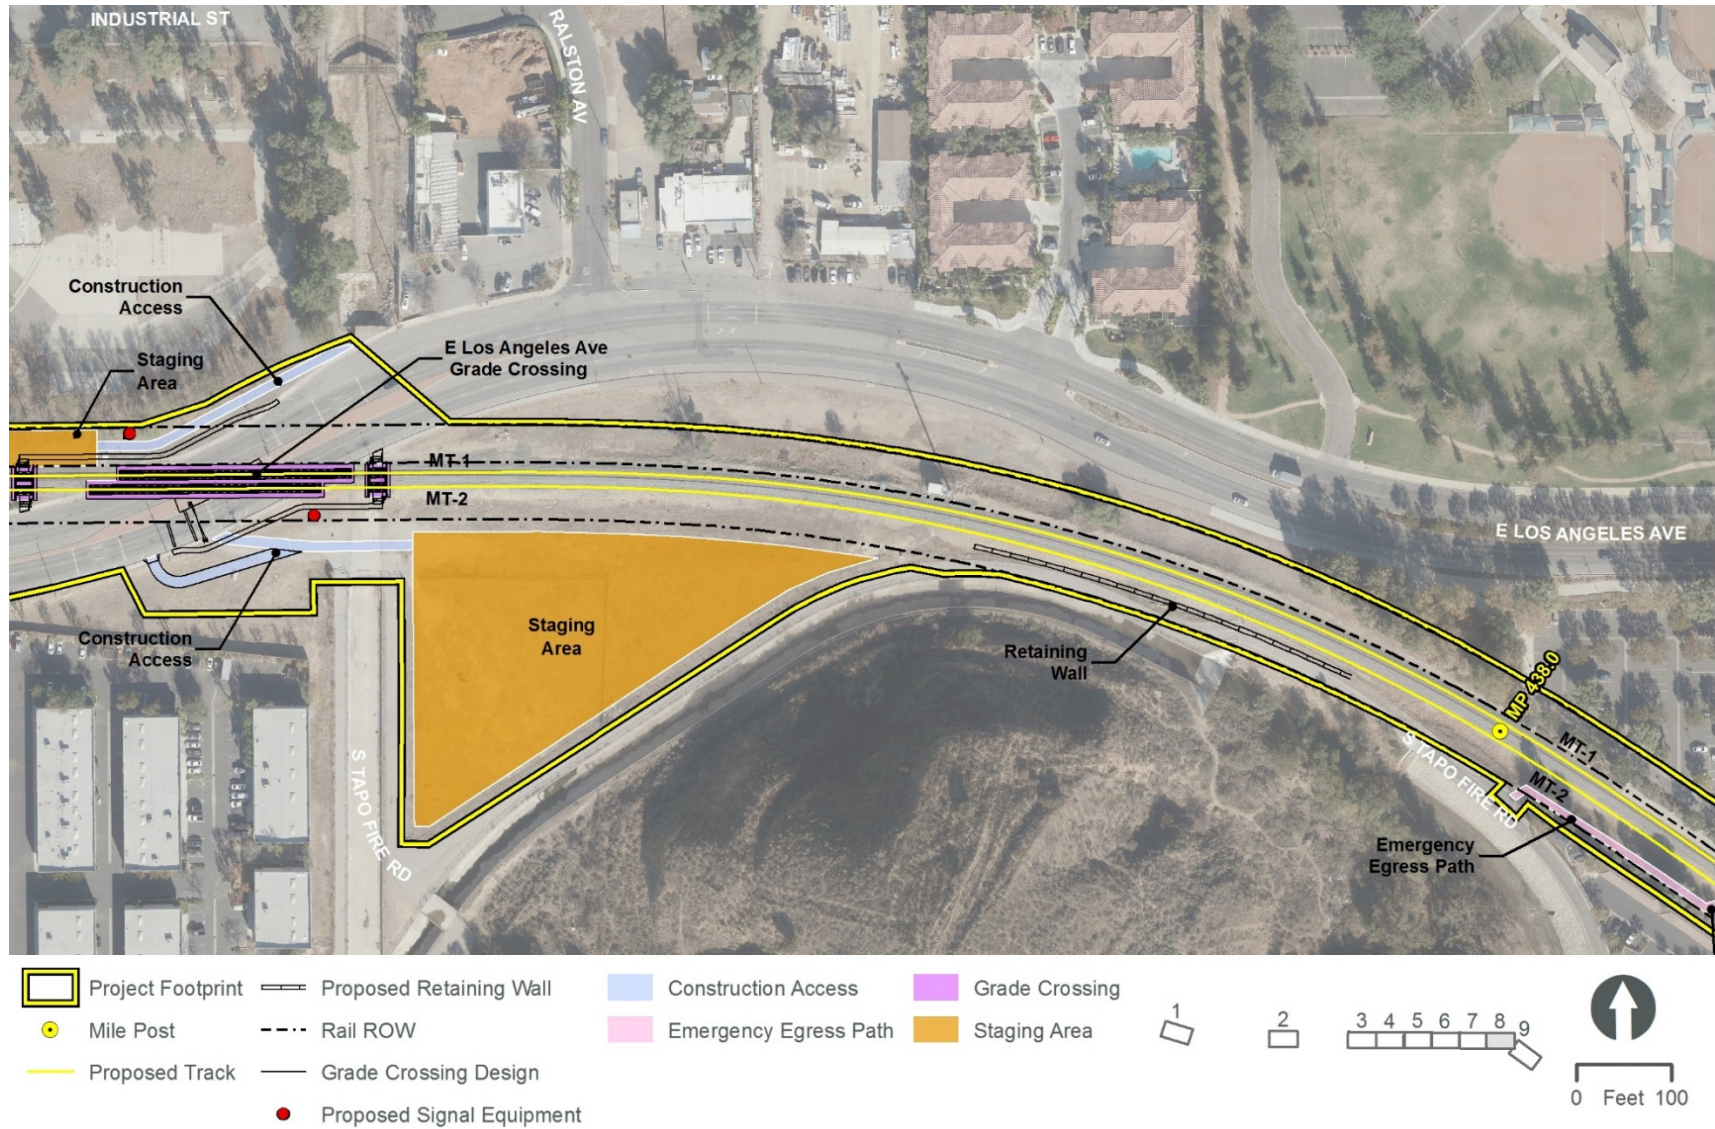 INDUSTRIAL ST
RALSTON AV
Construction
Access
Staging
Area
E Los Angeles Ave
Grade Crossing
MT-1
MT-2
E LOS ANGELES AVE
Staging
Area
Construction
Access
Retaining
Wall
MP 438.0
MT-1
MT-2
S TAPO FIRE RD
S TAPO FIRE RD
Emergency
Egress Path
Project Footprint
Mile Post
Proposed Track
Proposed Retaining Wall
Rail ROW
Grade Crossing Design
Proposed Signal Equipment
Construction Access
Emergency Egress Path
Grade Crossing
Staging Area
1
2
3 4 5 6 7 8 9
0 Feet 100